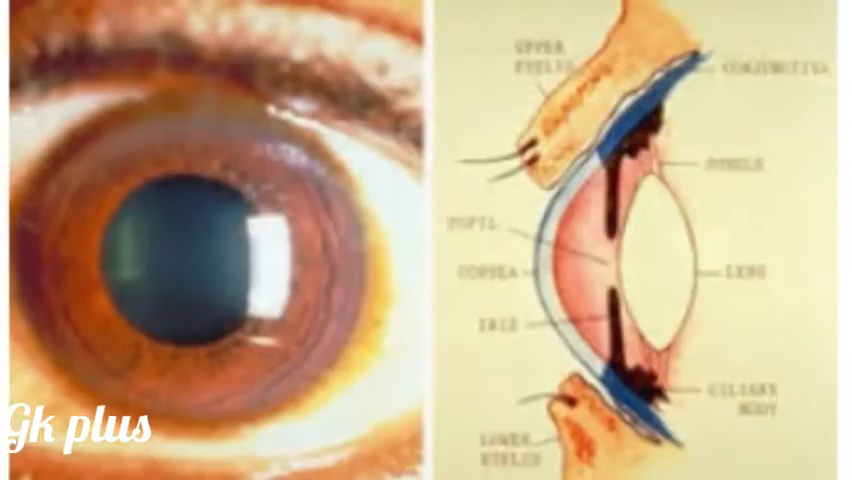 UPPER
EYELID
CONJUNCTIVA
ZONULE
PUPIL
CORNEA
LENS
IRIS
CILIARY
BODY
LOWER
EYELID
Gk plus